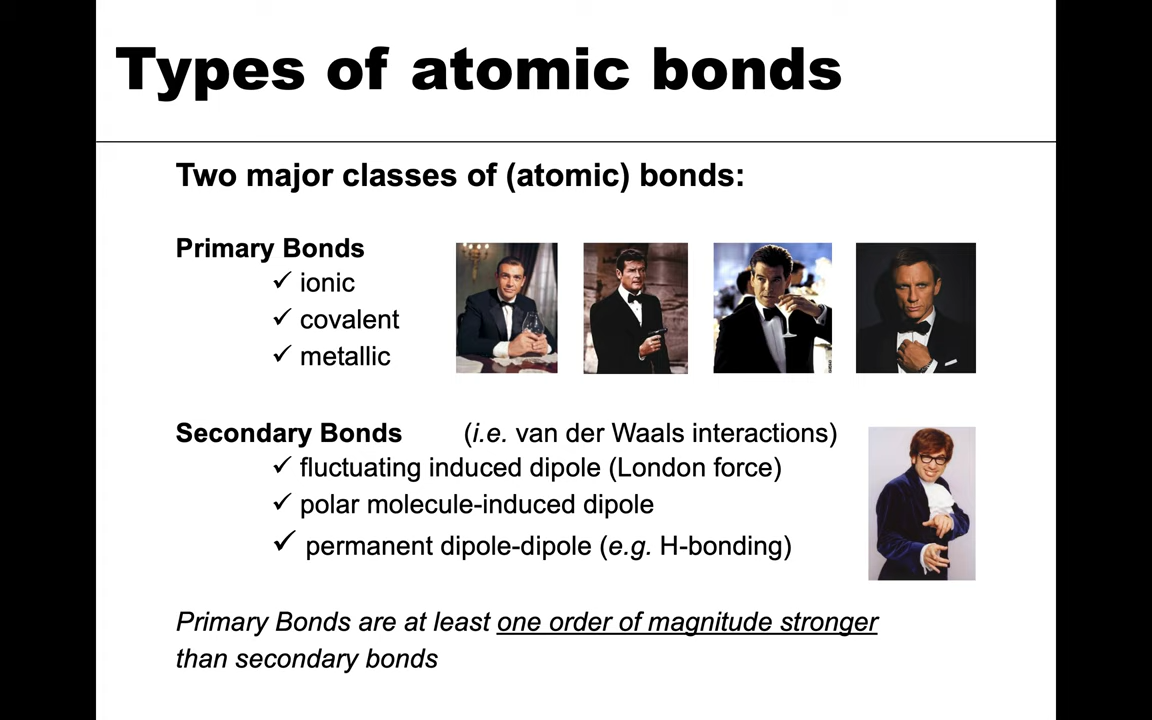 Types of atomic bonds
Two major classes of (atomic) bonds:
Primary Bonds
✓ ionic
✓ covalent
✓ metallic
Secondary Bonds (i.e. van der Waals interactions)
✓ fluctuating induced dipole (London force)
✓ polar molecule-induced dipole
✓ permanent dipole-dipole (e.g. H-bonding)
Primary Bonds are at least one order of magnitude stronger
than secondary bonds